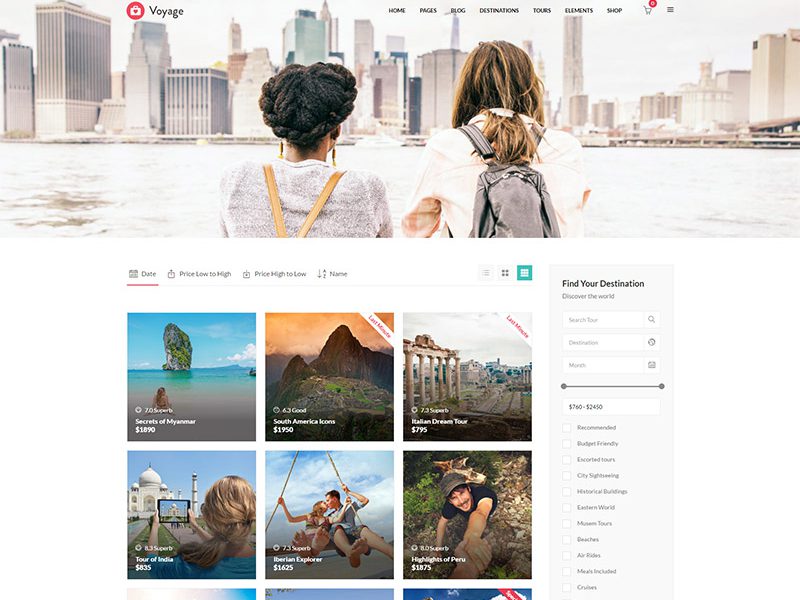 Voyage
HOME PAGES BLOG DESTINATIONS TOURS ELEMENTS SHOP
0
Date Price Low to High Price High to Low Name
Find Your Destination
Discover the world
Search Tour
Destination
Month
$760 - $2450
Recommended
Budget Friendly
Escorted tours
City Sightseeing
Historical Buildings
Eastern World
Musem Tours
Beaches
Air Rides
Meals Included
Cruises
7.0 Superb
Secrets of Myanmar
$1890
Last Minute
6.3 Good
South America Icons
$1950
Last Minute
7.3 Superb
Italian Dream Tour
$795
8.3 Superb
Tour of India
$835
7.3 Superb
Iberian Explorer
$1625
8.0 Superb
Highlights of Peru
$1875